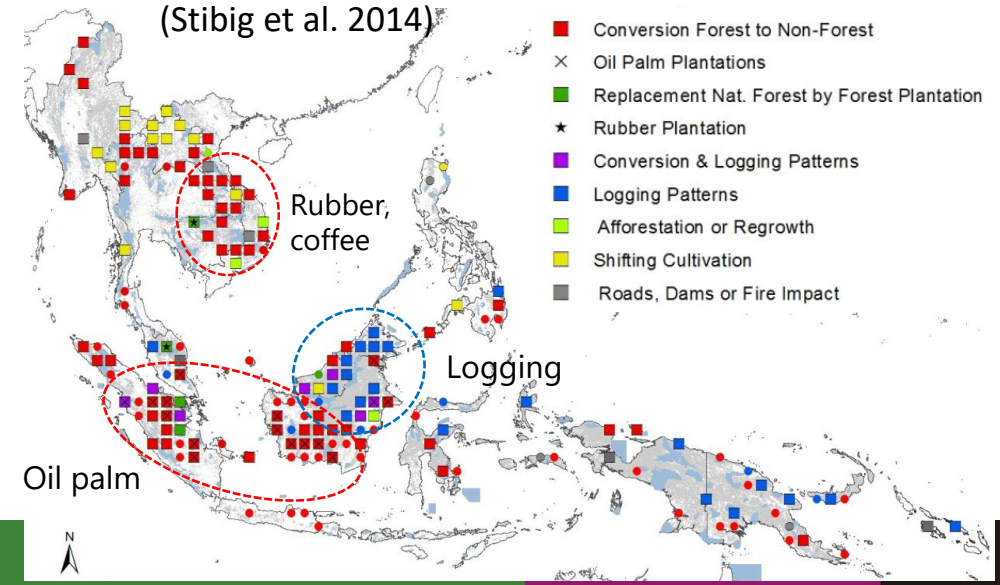 (Stibig et al. 2014)
Conversion Forest to Non-Forest
Oil Palm Plantations
Replacement Nat. Forest by Forest Plantation
Rubber Plantation
Conversion & Logging Patterns
Logging Patterns
Afforestation or Regrowth
Shifting Cultivation
Roads, Dams or Fire Impact
Rubber,
coffee
Logging
Oil palm
N